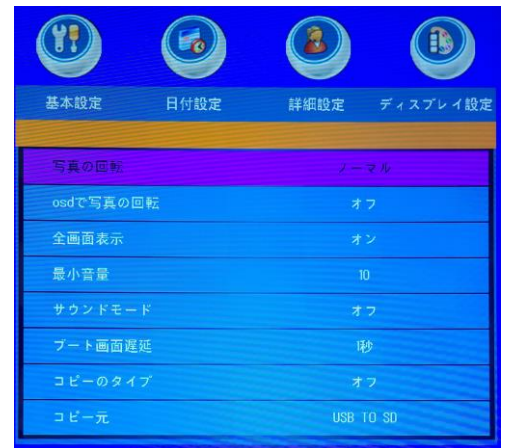 基本設定 日付設定 詳細設定 ディスプレイ設定
写真の回転 ノーマル
osdで写真の回転 オフ
全画面表示 オン
最小音量 10
サウンドモード オフ
ブート画面遅延 1秒
コピーのタイプ オフ
コピー元 USB TO SD